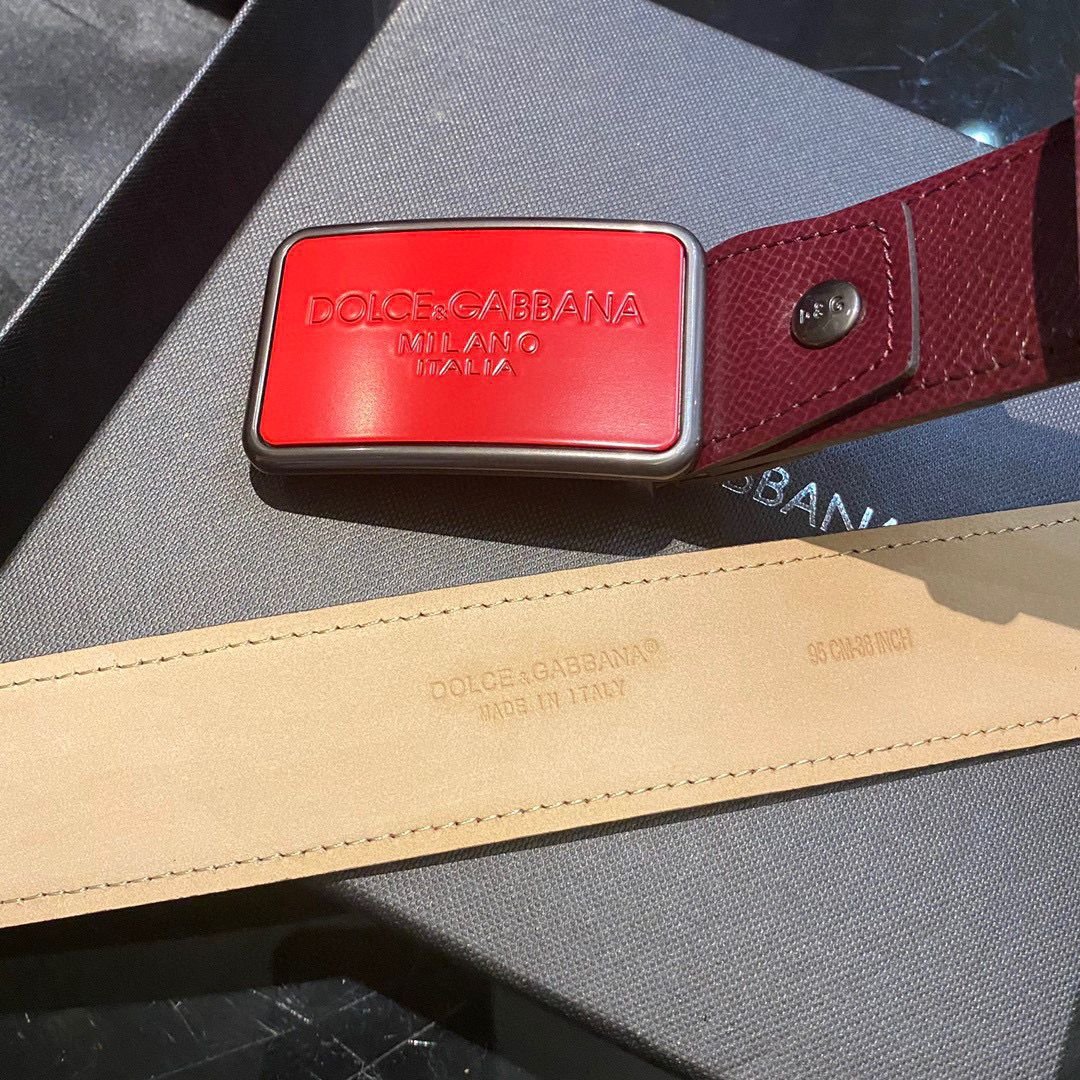 DOLCE&GABBANA
MILANO
ITALIA
D&G
BBANA
DOLCE&GABBANA®
MADE IN ITALY
95 CM-38 INCH